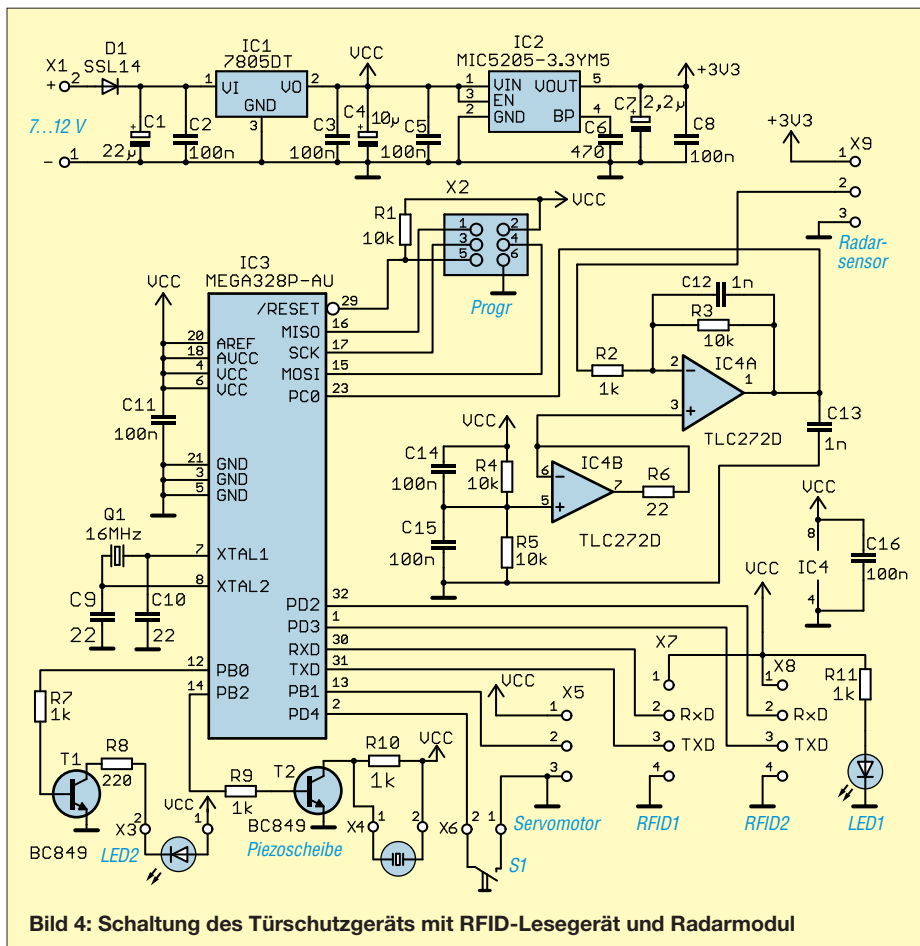 X1
D1
SSL14
IC1
7805DT
VCC
IC2
MIC5205-3.3YM5
+3V3
+ 2
1 VI VO 2
GND
3
7...12 V
C1
22µ
+
C2
100n
C3
100n
C4
10µ
+
C5
100n
1 VIN VOUT 5
3 EN
2 GND BP 4
C6
470
C7
2,2µ
+
C8
100n
- 1
+3V3
X9
1
2
3
Radar-
sensor
X2
VCC
R1
10k
1 2
3 4
5 6
Progr
IC3
MEGA328P-AU
VCC
/RESET 29
MISO 16
SCK 17
MOSI 15
PC0 23
20 AREF
18 AVCC
4 VCC
6 VCC
C11
100n
21 GND
3 GND
5 GND
C12
1n
R3
10k
R2
1k
IC4A
2 -
3 +
1
TLC272D
C13
1n
VCC
C14
100n
R4
10k
IC4B
6 -
5 +
7
R6
22
TLC272D
C15
100n
R5
10k
VCC
8
IC4
4
C16
100n
Q1
16MHz
7 XTAL1
8 XTAL2
C9
22
C10
22
PD2 32
PD3 1
RXD 30
TXD 31
PB1 13
PD4 2
12 PB0
14 PB2
VCC
X7
X8
R11
1k
1
2 RxD
3 TXD
4
1
2 RxD
3 TXD
4
VCC
X5
1
2
3
R7
1k
T1
R8
220
BC849
VCC
X3 2
1
LED2
R9
1k
T2
BC849
R10
1k
VCC
X4 1
2
Piezoscheibe
X6 2
1
S1
Servomotor
RFID1
RFID2
LED1
Bild 4: Schaltung des Türschutzgeräts mit RFID-Lesegerät und Radarmodul